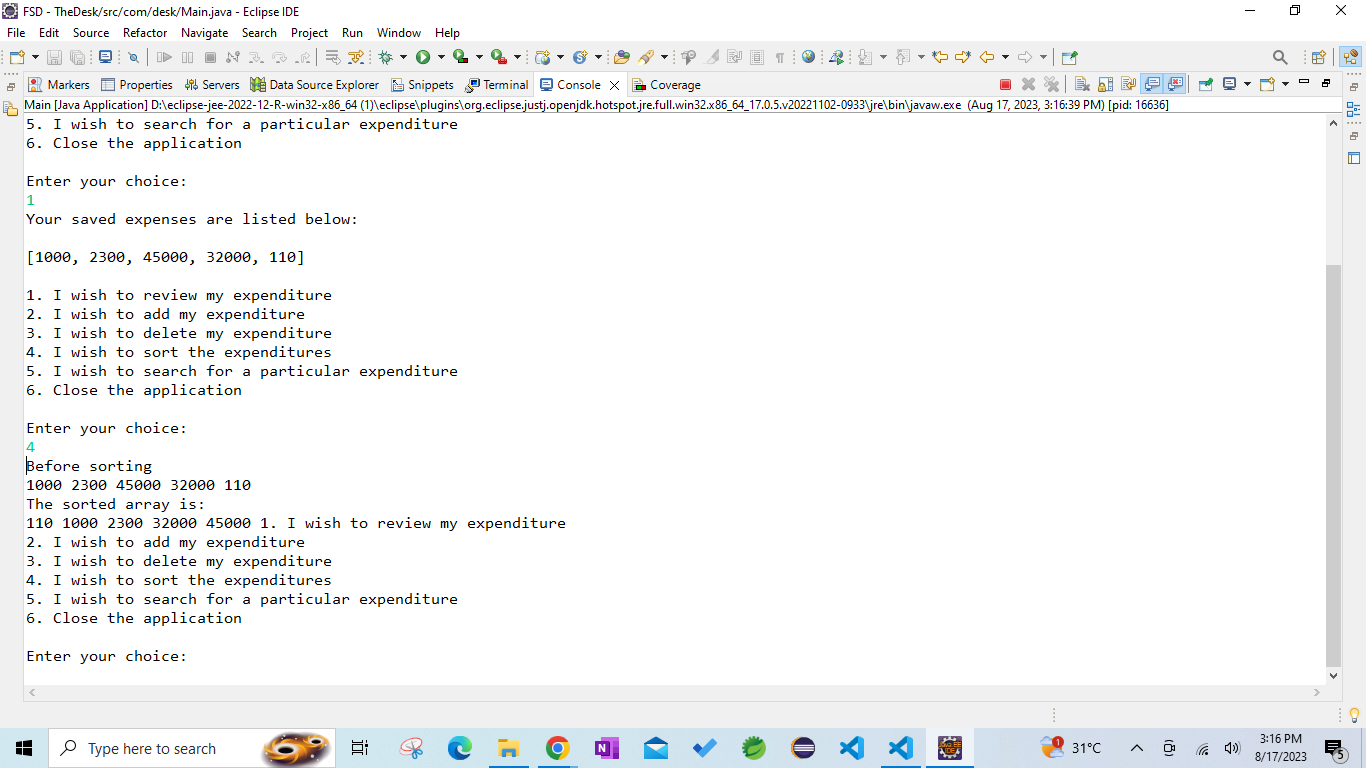 FSD - TheDesk/src/com/desk/Main.java - Eclipse IDE
File Edit Source Refactor Navigate Search Project Run Window Help
Markers Properties Servers Data Source Explorer Snippets Terminal Console Coverage
Main [Java Application] D:\eclipse-jee-2022-12-R-win32-x86_64 (1)\eclipse\plugins\org.eclipse.justj.openjdk.hotspot.jre.full.win32.x86_64_17.0.5.v20221102-0933\jre\bin\javaw.exe (Aug 17, 2023, 3:16:39 PM) [pid: 16636]
5. I wish to search for a particular expenditure
6. Close the application
Enter your choice:
1
Your saved expenses are listed below:
[1000, 2300, 45000, 32000, 110]
1. I wish to review my expenditure
2. I wish to add my expenditure
3. I wish to delete my expenditure
4. I wish to sort the expenditures
5. I wish to search for a particular expenditure
6. Close the application
Enter your choice:
4
Before sorting
1000 2300 45000 32000 110
The sorted array is:
110 1000 2300 32000 45000 1. I wish to review my expenditure
2. I wish to add my expenditure
3. I wish to delete my expenditure
4. I wish to sort the expenditures
5. I wish to search for a particular expenditure
6. Close the application
Enter your choice:
Type here to search
1
31°C
3:16 PM
8/17/2023
5